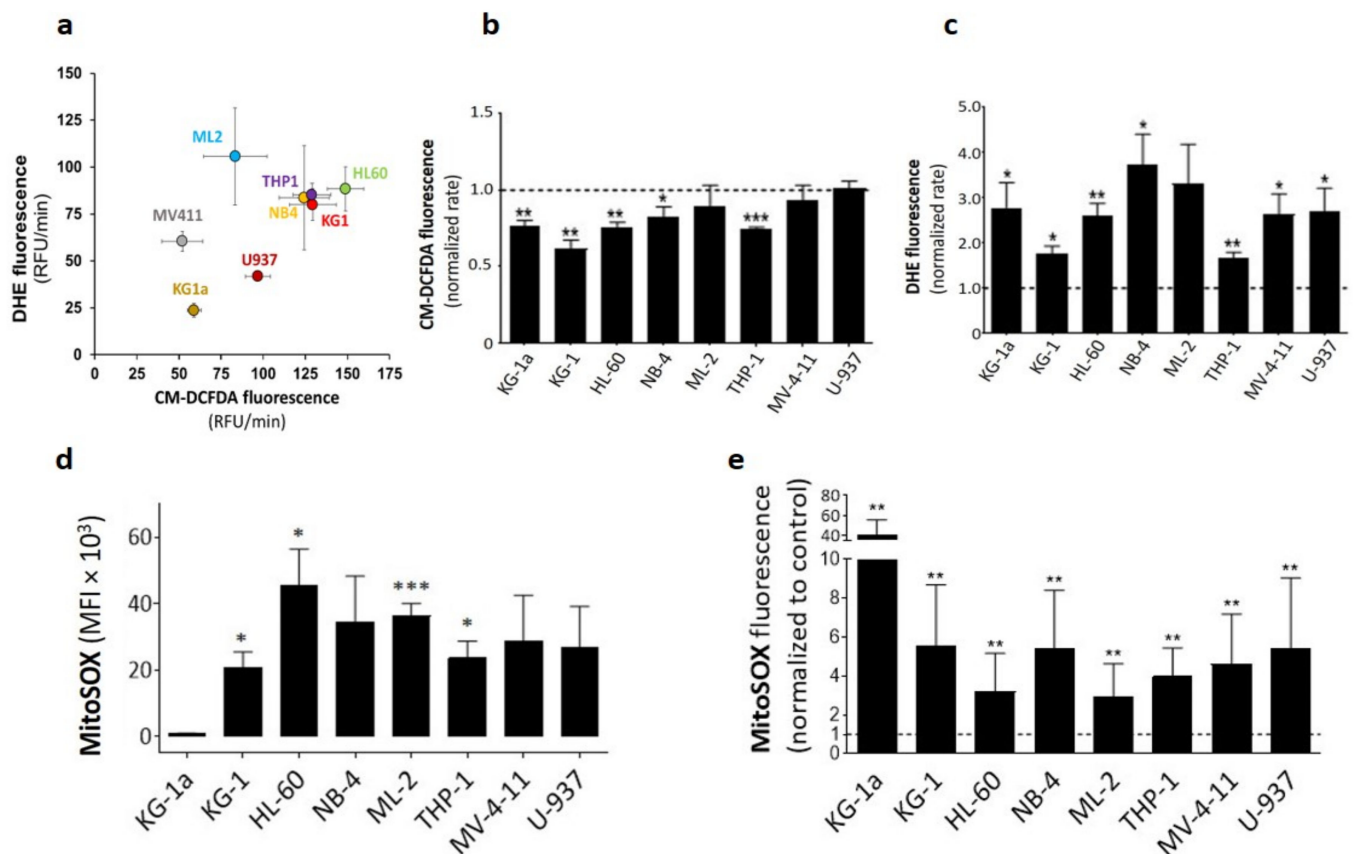 a
DHE fluorescence
(RFU/min)
150
125
100
75
50
25
0
ML2
THP1
HL60
NB4
KG1
MV411
U937
KG1a
0 25 50 75 100 125 150 175
CM-DCFDA fluorescence
(RFU/min)
b
CM-DCFDA fluorescence
(normalized rate)
1.5
1.0
0.5
0
** ** ** * ***
KG-1a KG-1 HL-60 NB-4 ML-2 THP-1 MV-4-11 U-937
c
DHE fluorescence
(normalized rate)
5.0
4.0
3.0
2.0
1.0
0.0
* * ** * ** * *
KG-1a KG-1 HL-60 NB-4 ML-2 THP-1 MV-4-11 U-937
d
MitoSOX (MFI × 10³)
60
40
20
0
* * *** *
KG-1a KG-1 HL-60 NB-4 ML-2 THP-1 MV-4-11 U-937
e
MitoSOX fluorescence
(normalized to control)
80
60
40
10
8
6
4
2
1
0
** ** ** ** ** ** ** **
KG-1a KG-1 HL-60 NB-4 ML-2 THP-1 MV-4-11 U-937